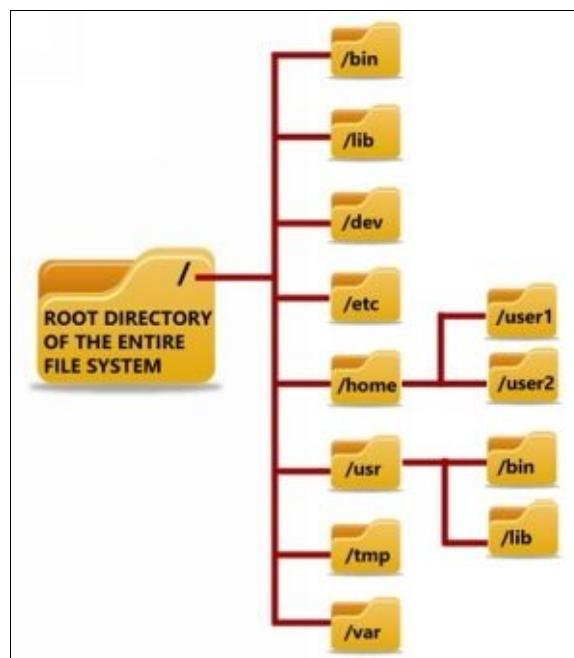 /
ROOT DIRECTORY
OF THE ENTIRE
FILE SYSTEM
/bin
/lib
/dev
/etc
/home
/user1
/user2
/usr
/bin
/lib
/tmp
/var